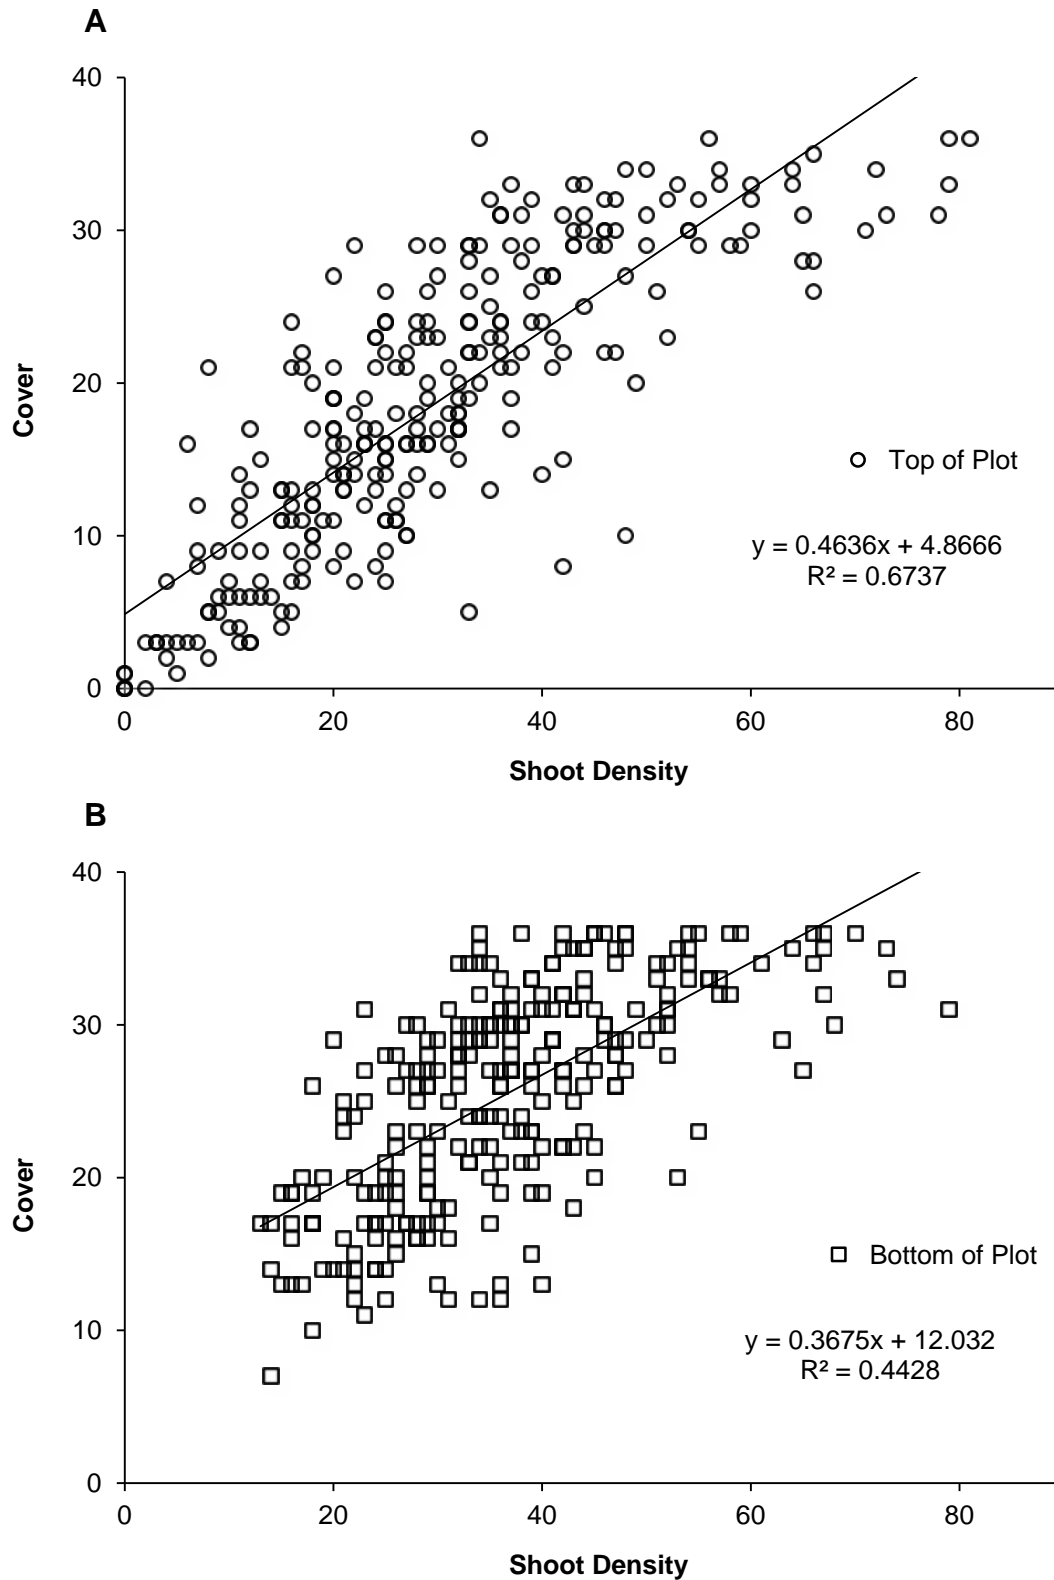 A
40
30
20
10
0
Cover
0 20 40 60 80
Shoot Density
Top of Plot
y = 0.4636x + 4.8666
R² = 0.6737
B
40
30
20
10
0
Cover
0 20 40 60 80
Shoot Density
Bottom of Plot
y = 0.3675x + 12.032
R² = 0.4428